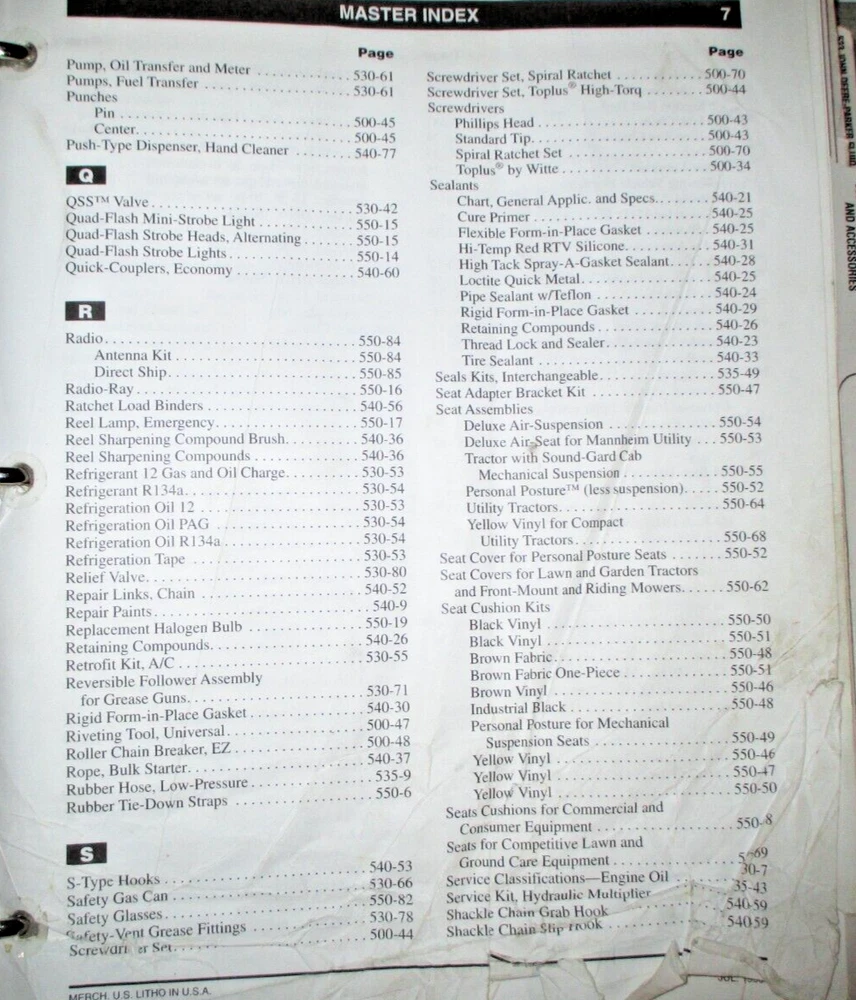 MASTER INDEX 7
Page
Pump, Oil Transfer and Meter 530-61
Pumps, Fuel Transfer 530-61
Punches
Pin 500-45
Center 500-45
Push-Type Dispenser, Hand Cleaner 540-77
Q
QSS™ Valve 530-42
Quad-Flash Mini-Strobe Light 550-15
Quad-Flash Strobe Heads, Alternating 550-15
Quad-Flash Strobe Lights 550-14
Quick-Couplers, Economy 540-60
R
Radio 550-84
Antenna Kit 550-84
Direct Ship 550-85
Radio-Ray 550-16
Ratchet Load Binders 540-56
Reel Lamp, Emergency 550-17
Reel Sharpening Compound Brush 540-36
Reel Sharpening Compounds 540-36
Refrigerant 12 Gas and Oil Charge 530-53
Refrigerant R134a 530-54
Refrigeration Oil 12 530-53
Refrigeration Oil PAG 530-54
Refrigeration Oil R134a 530-54
Refrigeration Tape 530-53
Relief Valve 530-80
Repair Links, Chain 540-52
Repair Paints 540-9
Replacement Halogen Bulb 550-19
Retaining Compounds 540-26
Retrofit Kit, A/C 530-55
Reversible Follower Assembly
for Grease Guns 530-71
Rigid Form-in-Place Gasket 540-30
Riveting Tool, Universal 500-47
Roller Chain Breaker, EZ 500-48
Rope, Bulk Starter 540-37
Rubber Hose, Low-Pressure 535-9
Rubber Tie-Down Straps 550-6
S
S-Type Hooks 540-53
Safety Gas Can 530-66
Safety Glasses 550-82
Safety-Vent Grease Fittings 530-78
Set 500-44
Page
Screwdriver Set, Spiral Ratchet 500-70
Screwdriver Set, Toplus® High-Torq 500-44
Screwdrivers
Phillips Head 500-43
Standard Tip 500-43
Spiral Ratchet Set 500-70
Toplus® by Witte 500-34
Sealants
Chart, General Applic. and Specs. 540-21
Cure Primer 540-25
Flexible Form-in-Place Gasket 540-25
Hi-Temp Red RTV Silicone 540-31
High Tack Spray-A-Gasket Sealant 540-28
Loctite Quick Metal 540-25
Pipe Sealant w/Teflon 540-24
Rigid Form-in-Place Gasket 540-29
Retaining Compounds 540-26
Thread Lock and Sealer 540-23
Tire Sealant 540-33
Seals Kits, Interchangeable 535-49
Seat Adapter Bracket Kit 550-47
Seat Assemblies
Deluxe Air-Suspension 550-54
Deluxe Air-Seat for Mannheim Utility 550-53
Tractor with Sound-Gard Cab
Mechanical Suspension 550-55
Personal Posture™ (less suspension) 550-52
Utility Tractors 550-64
Yellow Vinyl for Compact
Utility Tractors 550-68
Seat Cover for Personal Posture Seats 550-52
Seat Covers for Lawn and Garden Tractors
and Front-Mount and Riding Mowers 550-62
Seat Cushion Kits
Black Vinyl 550-50
Black Vinyl 550-51
Brown Fabric 550-48
Brown Fabric One-Piece 550-51
Brown Vinyl 550-46
Industrial Black 550-48
Personal Posture for Mechanical
Suspension Seats 550-49
Yellow Vinyl 550-46
Yellow Vinyl 550-47
Yellow Vinyl 550-50
Seats Cushions for Commercial and
Consumer Equipment
Seats for Competitive Lawn and
Ground Care Equipment
Service Classifications—Engine Oil
Service Kit, Hydraulic Multiplier
Shackle Chain Grab Hook 540-59
Shackle Chain Slip Hook 54059
MERCH, U.S. LITHO IN U.S.A.
AND ACCESSORIES